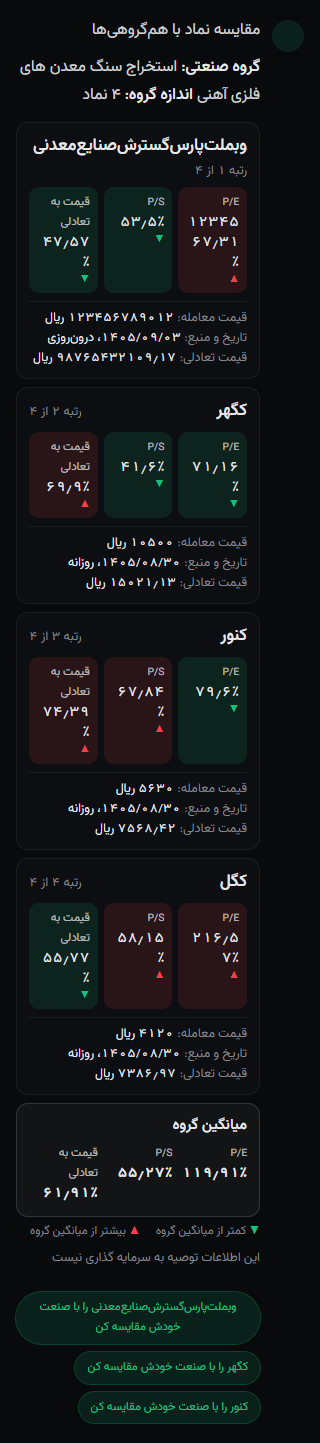 مقایسه نماد با هم‌گروهی‌ها
گروه صنعتی: استخراج سنگ معدن های
فلزی آهنی اندازه گروه: ۴ نماد
وبملت‌پارس‌گسترش‌صنایع‌معدنی
رتبه ۱ از ۴
P/E
۱۲۳۴۵
۶۷٫۳۱
٪
▲
P/S
۵۳٫۵٪
▼
قیمت به
تعادلی
۴۷٫۵۷
٪
▼
قیمت معامله: ۱۲۳۴۵۶۷۸۹۰۱۲ ریال
تاریخ و منبع: ۱۴۰۵/۰۹/۰۳، درون‌روزی
قیمت تعادلی: ۹۸۷۶۵۴۳۲۱۰۹٫۱۷ ریال
کگهر
رتبه ۲ از ۴
P/E
۷۱٫۱۶
٪
▼
P/S
۴۱٫۶٪
▼
قیمت به
تعادلی
۶۹٫۹٪
▲
قیمت معامله: ۱۰۵۰۰ ریال
تاریخ و منبع: ۱۴۰۵/۰۸/۳۰، روزانه
قیمت تعادلی: ۱۵۰۲۱٫۱۳ ریال
کنور
رتبه ۳ از ۴
P/E
۷۹٫۶٪
▼
P/S
۶۷٫۸۴
٪
▲
قیمت به
تعادلی
۷۴٫۳۹
٪
▲
قیمت معامله: ۵۶۳۰ ریال
تاریخ و منبع: ۱۴۰۵/۰۸/۳۰، روزانه
قیمت تعادلی: ۷۵۶۸٫۴۲ ریال
کگل
رتبه ۴ از ۴
P/E
۲۱۶٫۵
۷٪
▲
P/S
۵۸٫۱۵
٪
▲
قیمت به
تعادلی
۵۵٫۷۷
٪
▼
قیمت معامله: ۴۱۲۰ ریال
تاریخ و منبع: ۱۴۰۵/۰۸/۳۰، روزانه
قیمت تعادلی: ۷۳۸۶٫۹۷ ریال
میانگین گروه
P/E
۱۱۹٫۹۱٪
P/S
۵۵٫۲۷٪
قیمت به
تعادلی
۶۱٫۹۱٪
▼ کمتر از میانگین گروه ▲ بیشتر از میانگین گروه
این اطلاعات توصیه به سرمایه گذاری نیست
وبملت‌پارس‌گسترش‌صنایع‌معدنی را با صنعت
خودش مقایسه کن
کگهر را با صنعت خودش مقایسه کن
کنور را با صنعت خودش مقایسه کن